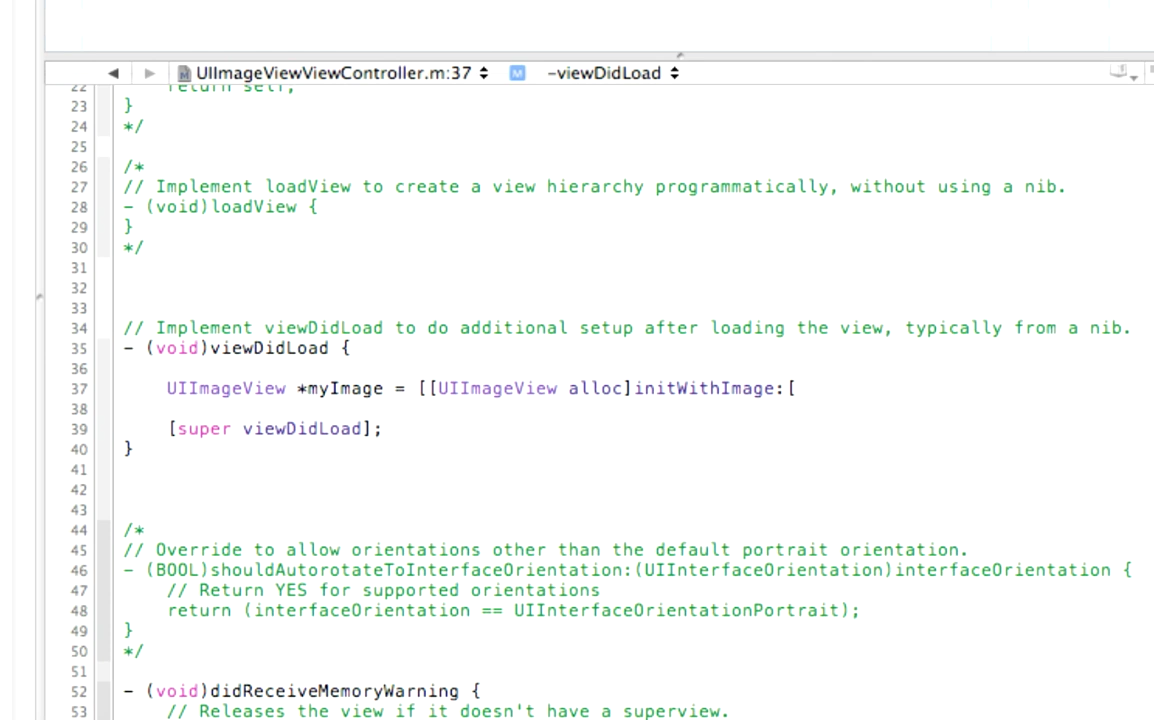 UIImageViewViewController.m:37 -viewDidLoad
22 return self;
23 }
24 */
25
26 /*
27 // Implement loadView to create a view hierarchy programmatically, without using a nib.
28 - (void)loadView {
29 }
30 */
31
32
33
34 // Implement viewDidLoad to do additional setup after loading the view, typically from a nib.
35 - (void)viewDidLoad {
36
37 UIImageView *myImage = [[UIImageView alloc]initWithImage:[
38
39 [super viewDidLoad];
40 }
41
42
43
44 /*
45 // Override to allow orientations other than the default portrait orientation.
46 - (BOOL)shouldAutorotateToInterfaceOrientation:(UIInterfaceOrientation)interfaceOrientation {
47 // Return YES for supported orientations
48 return (interfaceOrientation == UIInterfaceOrientationPortrait);
49 }
50 */
51
52 - (void)didReceiveMemoryWarning {
53 // Releases the view if it doesn't have a superview.